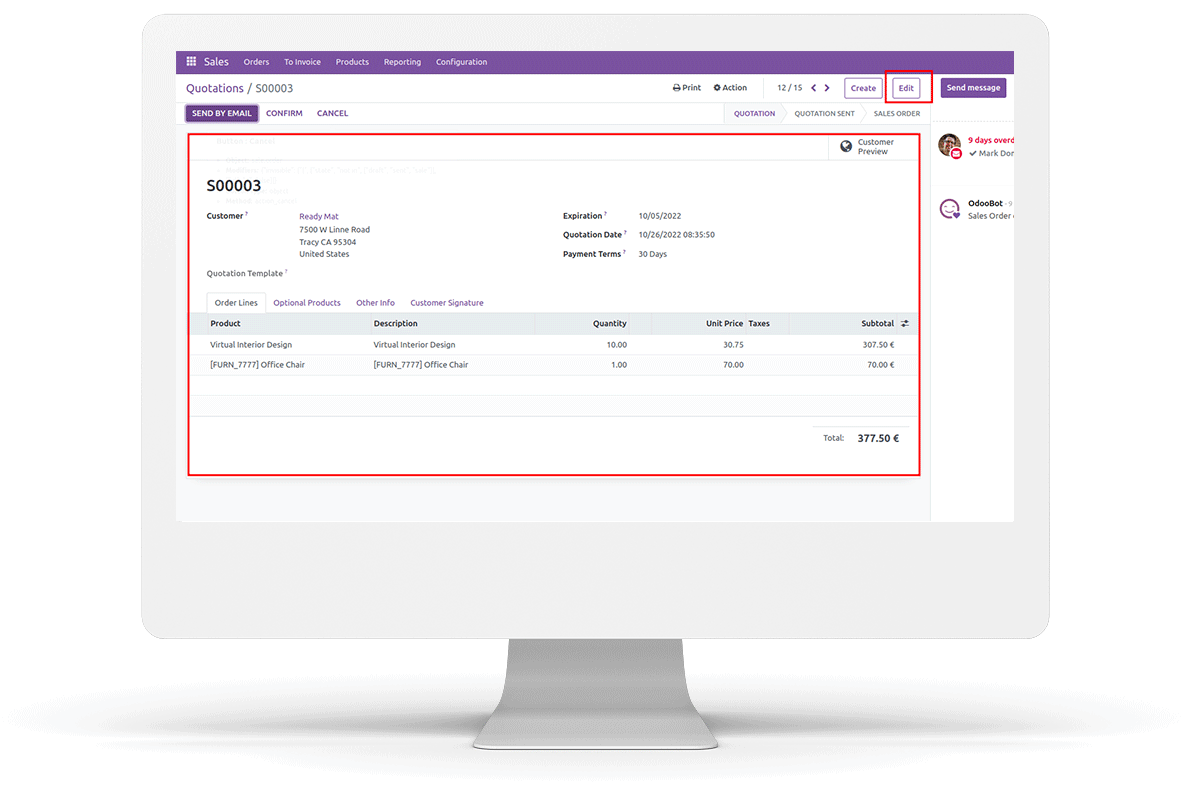 Sales Orders To Invoice Products Reporting Configuration
Quotations / S00003 Print Action 12 / 15 Create Edit Send message
SEND BY EMAIL CONFIRM CANCEL QUOTATION QUOTATION SENT SALES ORDER
Customer
Preview
S00003
Customer ? Ready Mat
7500 W Linne Road
Tracy CA 95304
United States
Expiration ? 10/05/2022
Quotation Date ? 10/26/2022 08:35:50
Payment Terms ? 30 Days
Quotation Template ?
Order Lines Optional Products Other Info Customer Signature
Product Description Quantity Unit Price Taxes Subtotal
Virtual Interior Design Virtual Interior Design 10.00 30.75 307.50 €
[FURN_7777] Office Chair [FURN_7777] Office Chair 1.00 70.00 70.00 €
Total: 377.50 €
9 days overd
Mark Don
OdooBot - 9
Sales Order